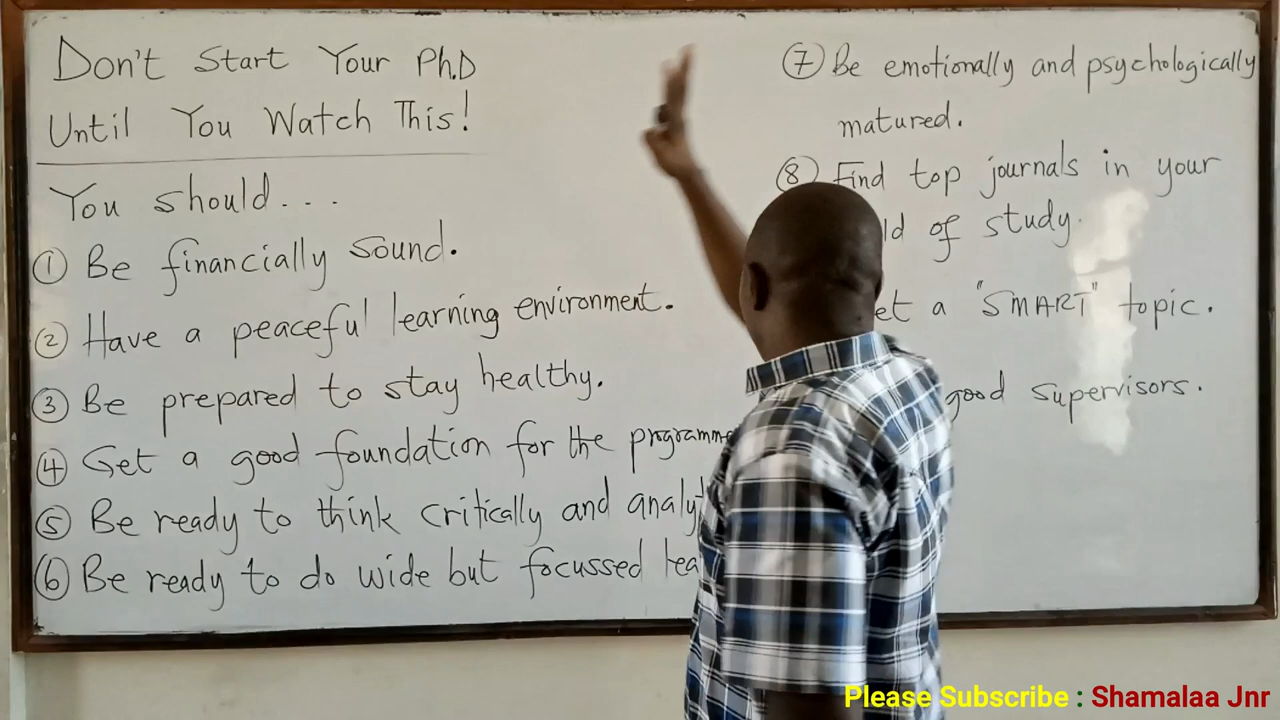 Don't Start Your Ph.D
Until You Watch This!
You should...
① Be financially sound.
② Have a peaceful learning environment.
③ Be prepared to stay healthy.
④ Get a good foundation for the programme
⑤ Be ready to think critically and
⑥ Be ready to do wide but focussed
⑦ Be emotionally and psychologically
matured.
⑧ Find top journals in your
of study.
a "SMART" topic.
good supervisors.
Please Subscribe : Shamalaa Jnr